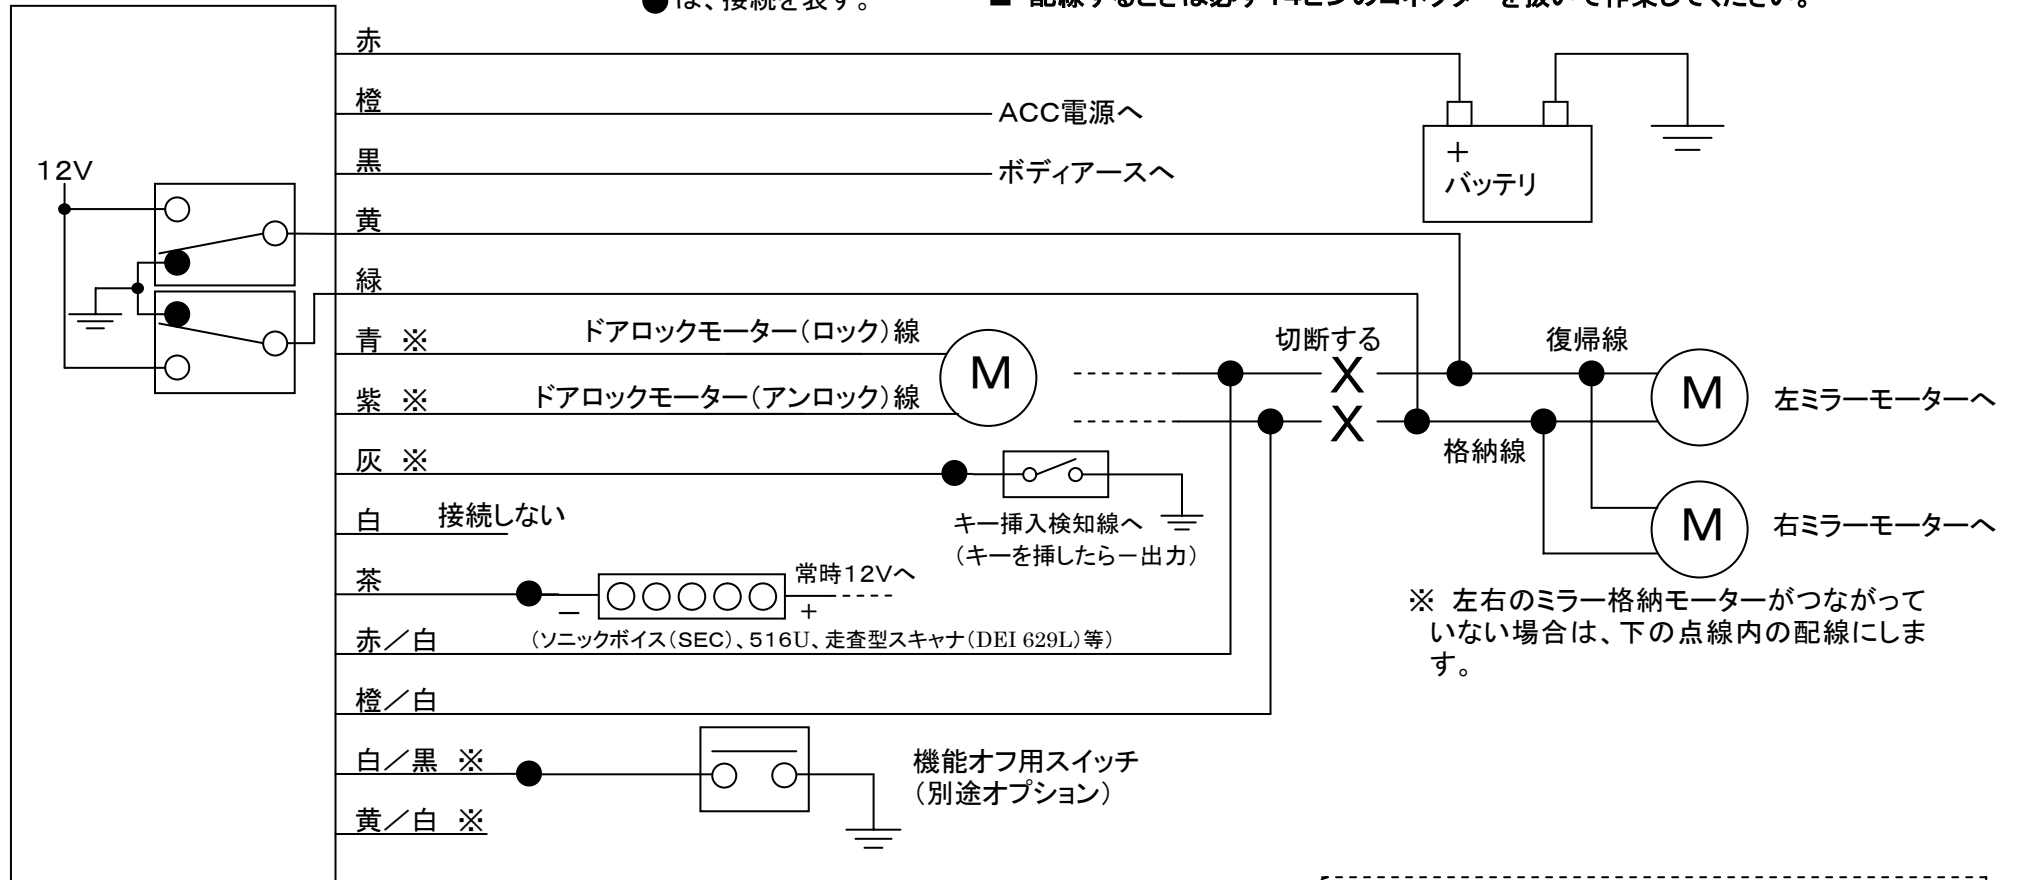 ●は、接続を表す。
■ 配線するときは必ず14ピンのコネクターを抜いて作業してください。
赤
橙
ACC電源へ
黒
ボディアースへ
+
バッテリ
12V
黄
緑
青 ※
ドアロックモーター(ロック)線
紫 ※
ドアロックモーター(アンロック)線
M
切断する
X
X
復帰線
格納線
M
左ミラーモーターへ
M
右ミラーモーターへ
灰 ※
キー挿入検知線へ
(キーを挿したら-出力)
白
接続しない
茶
-
+
常時12Vへ
(ソニックボイス(SEC)、516U、走査型スキャナ(DEI 629L)等)
※ 左右のミラー格納モーターがつながって
いない場合は、下の点線内の配線にしま
す。
赤/白
橙/白
白/黒 ※
機能オフ用スイッチ
(別途オプション)
黄/白 ※